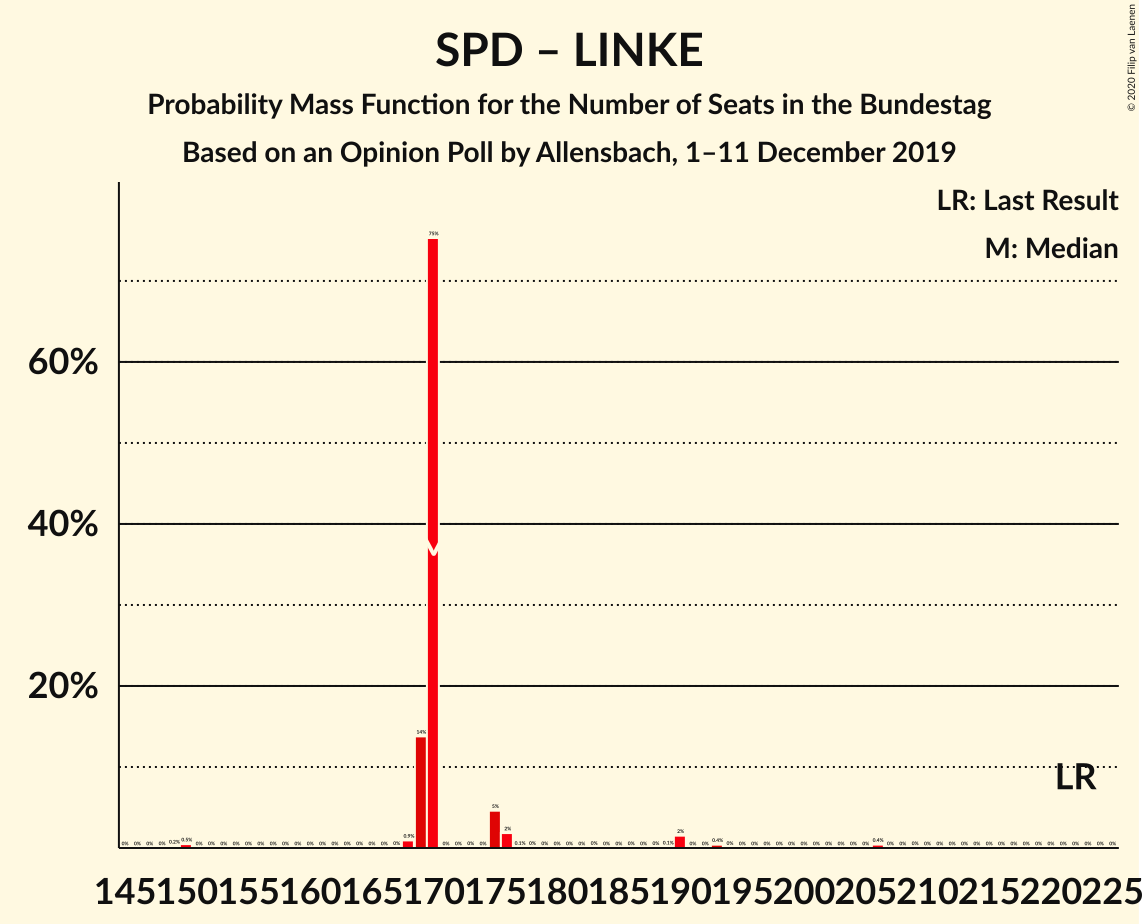 SPD – LINKE
Probability Mass Function for the Number of Seats in the Bundestag
Based on an Opinion Poll by Allensbach, 1–11 December 2019
© 2020 Filip van Laenen
LR: Last Result
M: Median
75%
60%
40%
M
20%
14%
LR
0% 0% 0% 0% 0.2% 0.5% 0% 0% 0% 0% 0% 0% 0% 0% 0% 0% 0% 0% 0% 0% 0% 0% 0% 0.9% 0% 0% 0% 0% 5% 2% 0.1% 0% 0% 0% 0% 0% 0% 0% 0% 0% 0% 0% 0.1% 2% 0% 0% 0.4% 0% 0% 0% 0% 0% 0% 0% 0% 0% 0% 0% 0% 0.4% 0% 0% 0% 0% 0% 0% 0% 0% 0% 0% 0% 0% 0% 0% 0% 0% 0% 0% 0%
145 150 155 160 165 170 175 180 185 190 195 200 205 210 215 220 225